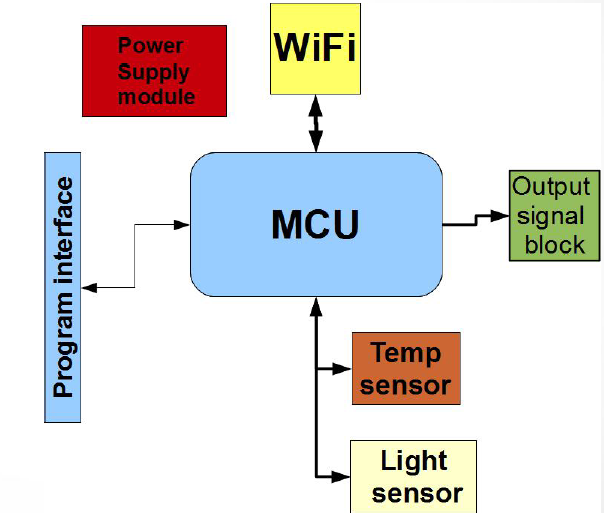 Power
Supply
module
WiFi
Program interface
MCU
Output
signal
block
Temp
sensor
Light
sensor